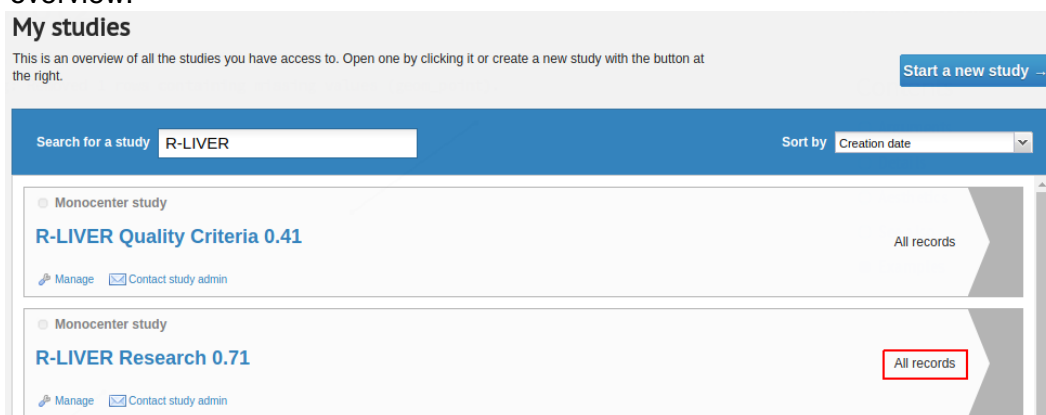 overview.
My studies
This is an overview of all the studies you have access to. Open one by clicking it or create a new study with the button at
the right.
Start a new study →
Search for a study R-LIVER Sort by Creation date
Monocenter study
R-LIVER Quality Criteria 0.41
All records
Manage Contact study admin
Monocenter study
R-LIVER Research 0.71
All records
Manage Contact study admin